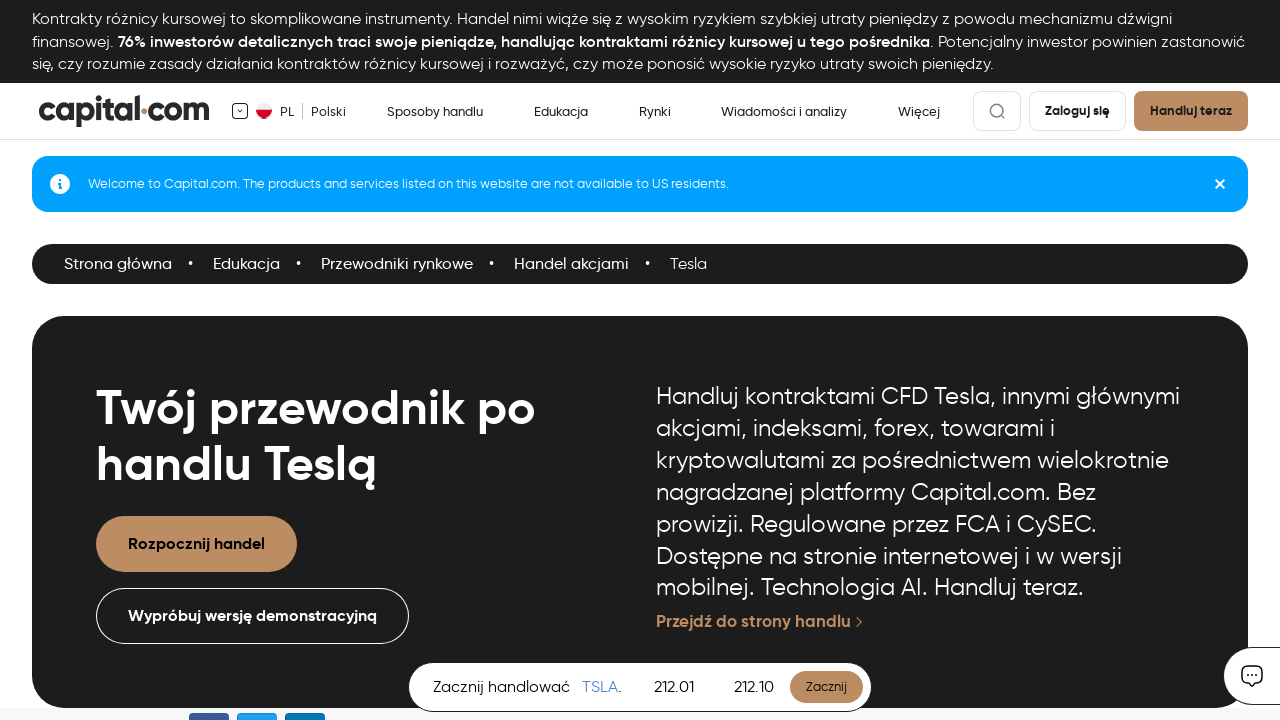 Kontrakty różnicy kursowej to skomplikowane instrumenty. Handel nimi wiąże się z wysokim ryzykiem szybkiej utraty pieniędzy z powodu mechanizmu dźwigni
finansowej. 76% inwestorów detalicznych traci swoje pieniądze, handlując kontraktami różnicy kursowej u tego pośrednika. Potencjalny inwestor powinien zastanowić
się, czy rozumie zasady działania kontraktów różnicy kursowej i rozważyć, czy może ponosić wysokie ryzyko utraty swoich pieniędzy.
capital.com PL Polski Sposoby handlu Edukacja Rynki Wiadomości i analizy Więcej Zaloguj się Handluj teraz
Welcome to Capital.com. The products and services listed on this website are not available to US residents.
Strona główna • Edukacja • Przewodniki rynkowe • Handel akcjami • Tesla
Twój przewodnik po
handlu Teslą
Rozpocznij handel
Wypróbuj wersję demonstracyjną
Handluj kontraktami CFD Tesla, innymi głównymi
akcjami, indeksami, forex, towarami i
kryptowalutami za pośrednictwem wielokrotnie
nagradzanej platformy Capital.com. Bez
prowizji. Regulowane przez FCA i CySEC.
Dostępne na stronie internetowej i w wersji
mobilnej. Technologia AI. Handluj teraz.
Przejdź do strony handlu
Zacznij handlować TSLA. 212.01 212.10 Zacznij